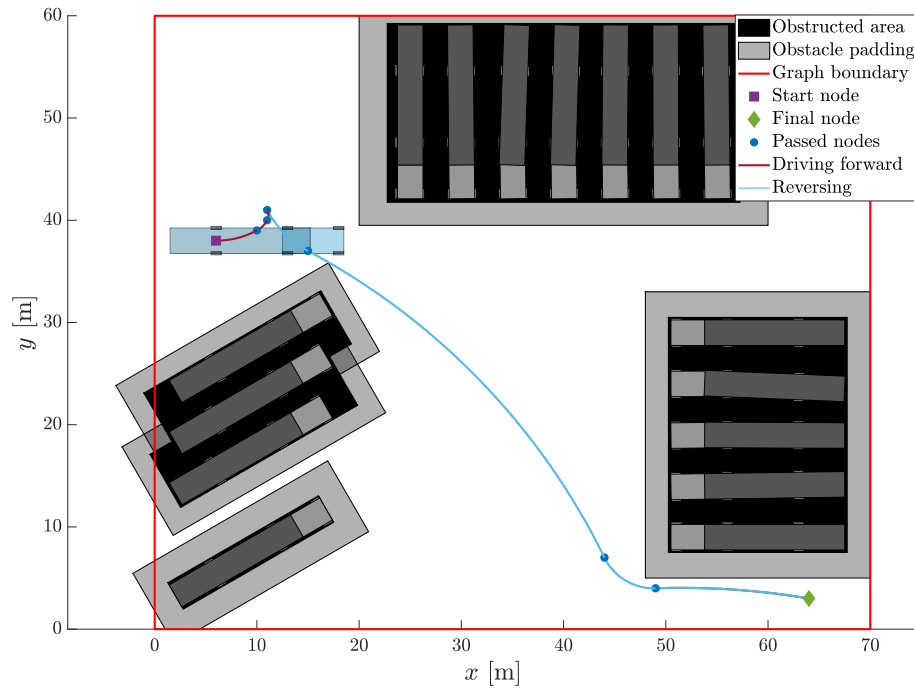 60
50
40
30
20
10
0
y [m]
0
10
20
30
40
50
60
70
x [m]
Obstructed area
Obstacle padding
Graph boundary
Start node
Final node
Passed nodes
Driving forward
Reversing